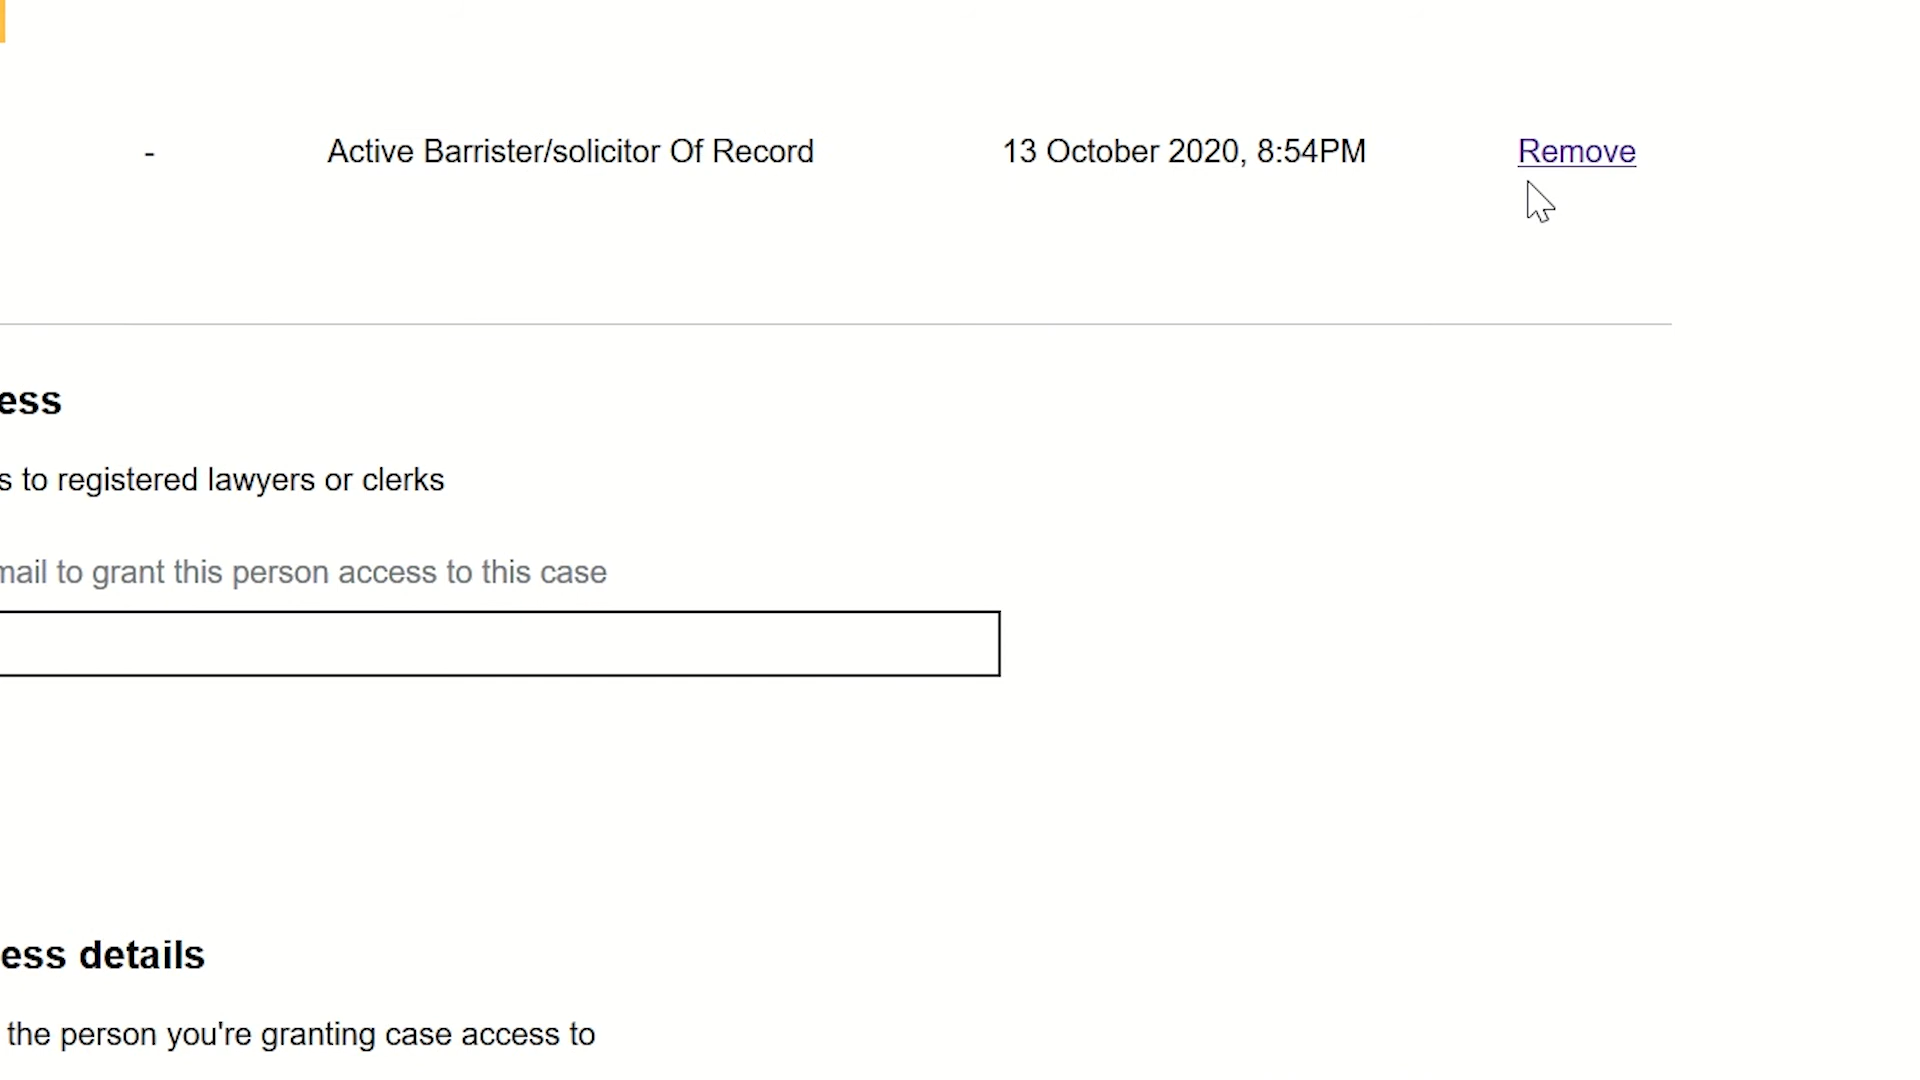 - Active Barrister/solicitor Of Record 13 October 2020, 8:54PM Remove
ess
s to registered lawyers or clerks
mail to grant this person access to this case
ess details
the person you're granting case access to